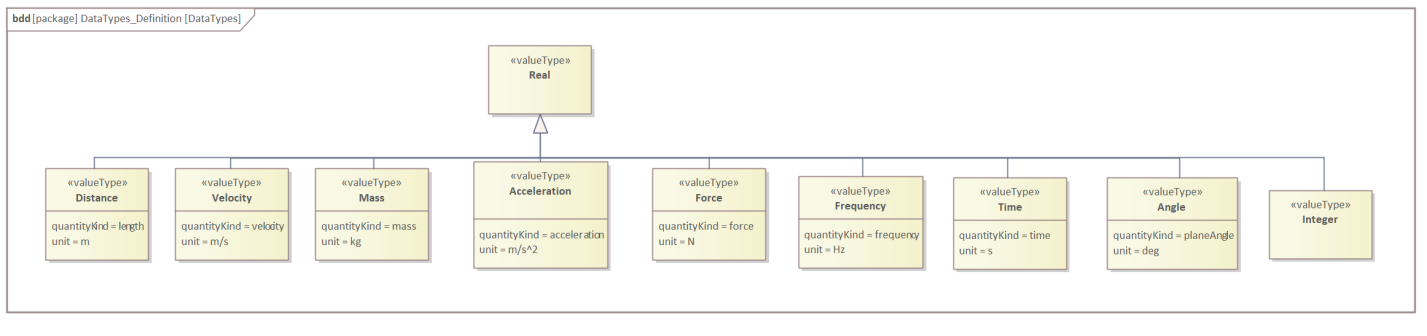 bdd [package] DataTypes_Definition [DataTypes]
«valueType»
Real
«valueType»
Distance
quantityKind = length
unit = m
«valueType»
Velocity
quantityKind = velocity
unit = m/s
«valueType»
Mass
quantityKind = mass
unit = kg
«valueType»
Acceleration
quantityKind = acceleration
unit = m/s^2
«valueType»
Force
quantityKind = force
unit = N
«valueType»
Frequency
quantityKind = frequency
unit = Hz
«valueType»
Time
quantityKind = time
unit = s
«valueType»
Angle
quantityKind = planeAngle
unit = deg
«valueType»
Integer